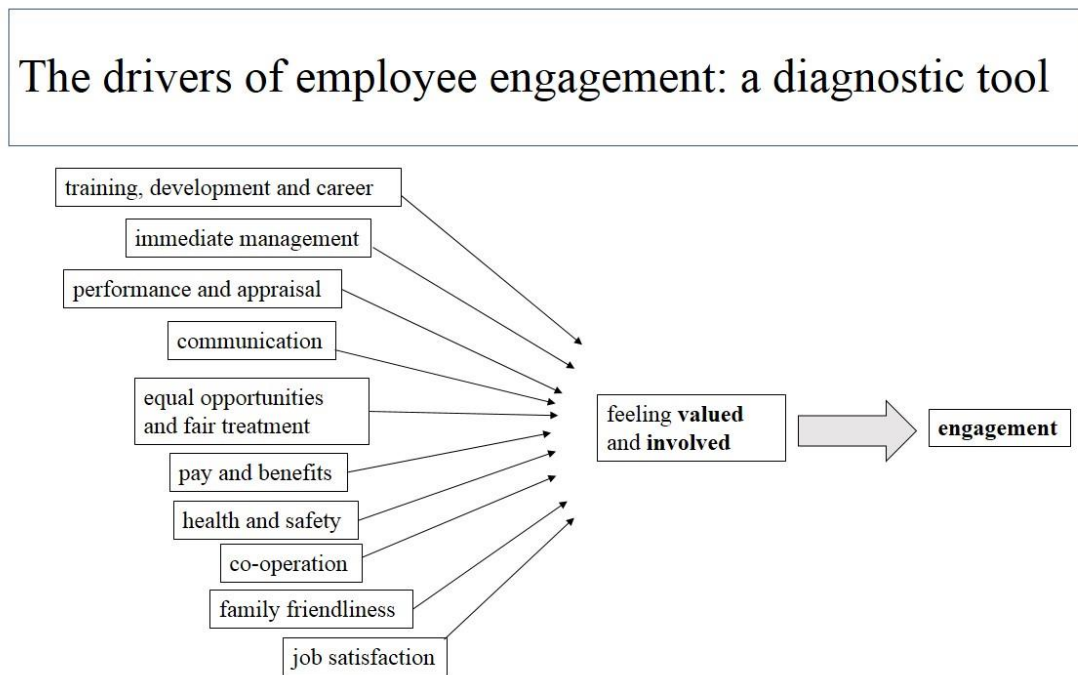 The drivers of employee engagement: a diagnostic tool
training, development and career
immediate management
performance and appraisal
communication
equal opportunities
and fair treatment
pay and benefits
health and safety
co-operation
family friendliness
job satisfaction
feeling valued
and involved
engagement